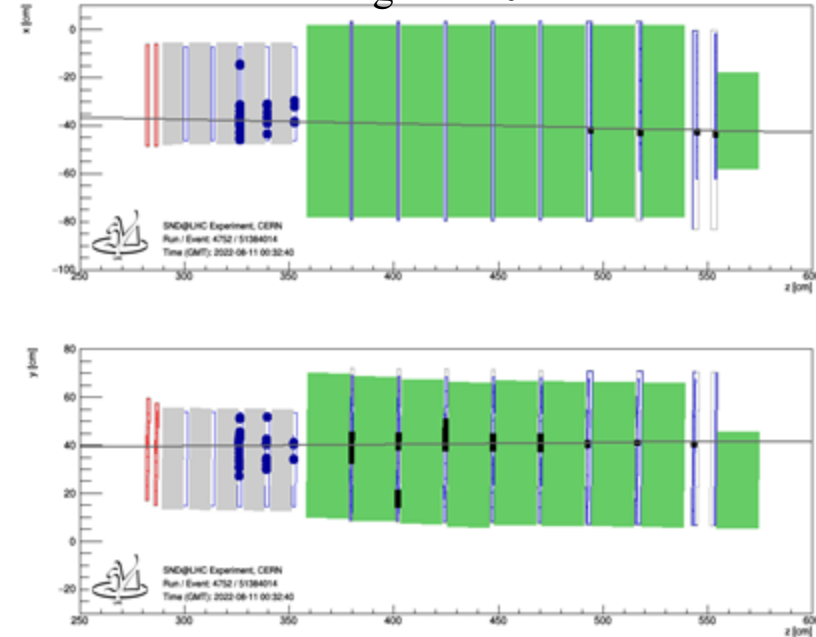 x [cm]
0
−20
−40
−60
−80
−100
SND@LHC Experiment, CERN
Run / Event: 4752 / 51384014
Time (GMT): 2022-08-11 00:32:40
250 300 350 400 450 500 550 600
z [cm]
y [cm]
80
60
40
20
0
−20
SND@LHC Experiment, CERN
Run / Event: 4752 / 51384014
Time (GMT): 2022-08-11 00:32:40
250 300 350 400 450 500 550 600
z [cm]